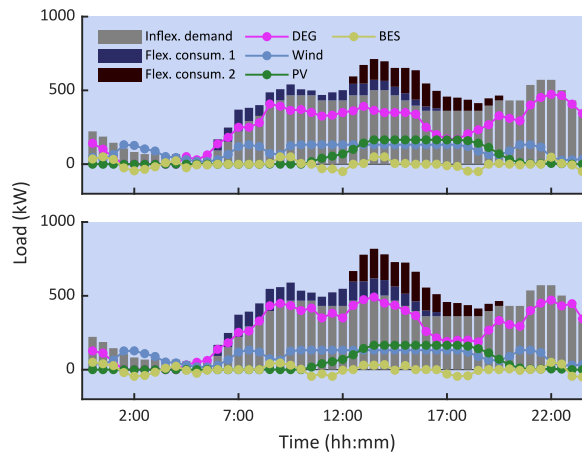 1000
Inflex. demand DEG BES
Flex. consum. 1 Wind
Flex. consum. 2 PV
500
0
Load (kW)
1000
500
0
2:00 7:00 12:00 17:00 22:00
Time (hh:mm)